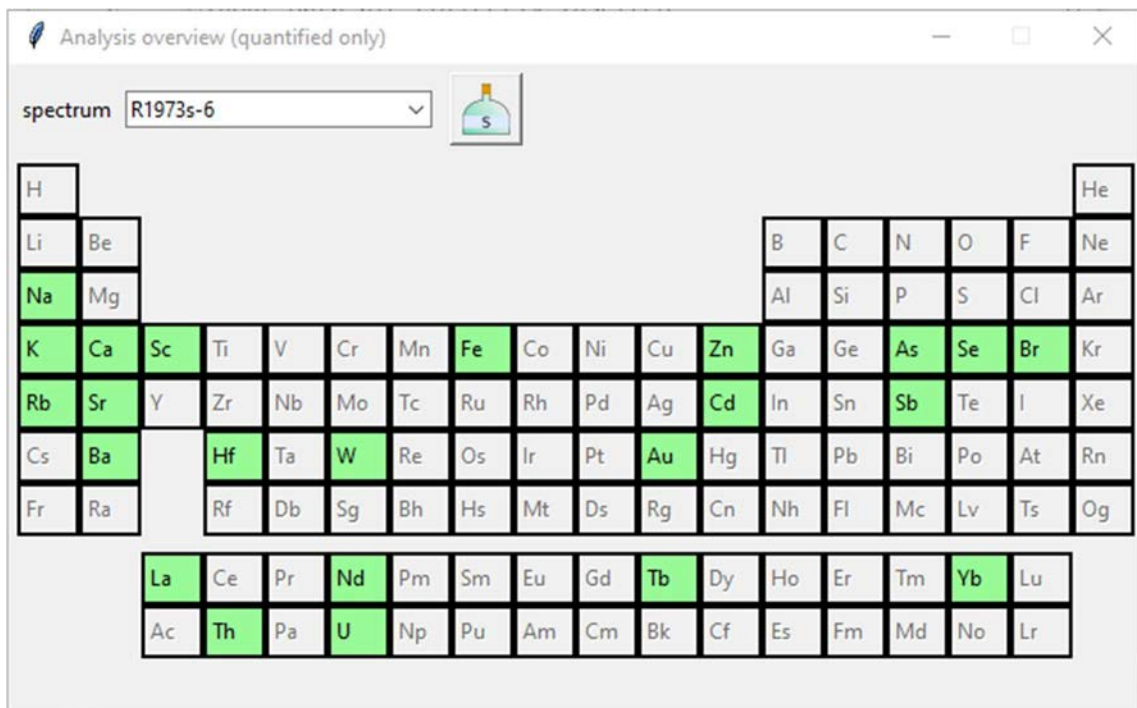 Analysis overview (quantified only)
spectrum R1973s-6
S
H He
Li Be B C N O F Ne
Na Mg Al Si P S Cl Ar
K Ca Sc Ti V Cr Mn Fe Co Ni Cu Zn Ga Ge As Se Br Kr
Rb Sr Y Zr Nb Mo Tc Ru Rh Pd Ag Cd In Sn Sb Te I Xe
Cs Ba Hf Ta W Re Os Ir Pt Au Hg Tl Pb Bi Po At Rn
Fr Ra Rf Db Sg Bh Hs Mt Ds Rg Cn Nh Fl Mc Lv Ts Og
La Ce Pr Nd Pm Sm Eu Gd Tb Dy Ho Er Tm Yb Lu
Ac Th Pa U Np Pu Am Cm Bk Cf Es Fm Md No Lr